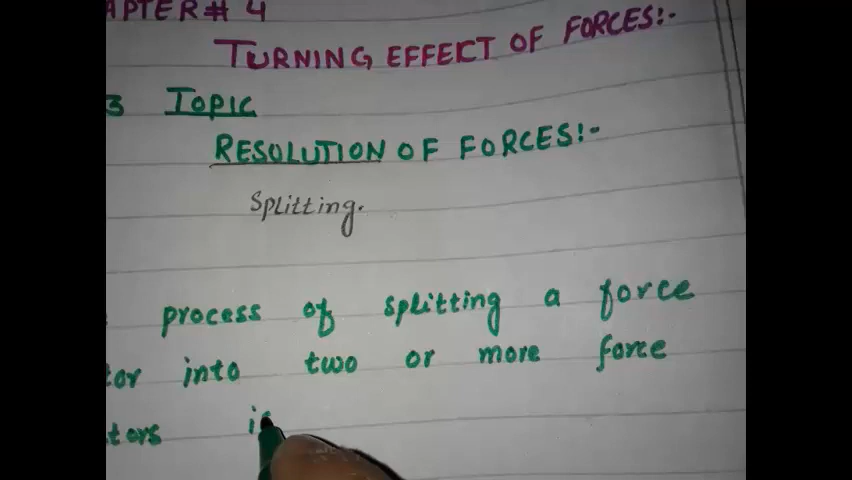 APTER# 4
TURNING EFFECT OF FORCES:-
3 TOPIC
RESOLUTION OF FORCES:-
Splitting.
process of splitting a force
tor into two or more force
tors is